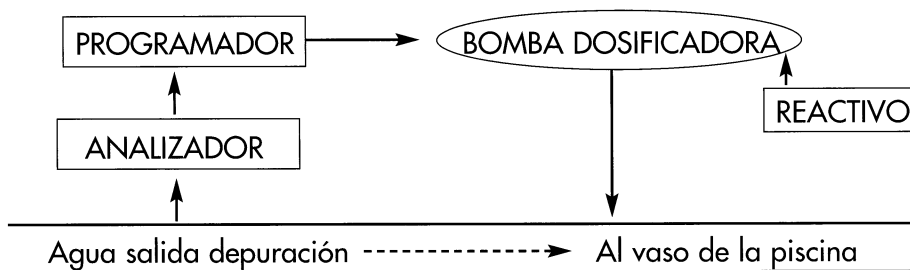 PROGRAMADOR
BOMBA DOSIFICADORA
REACTIVO
ANALIZADOR
Agua salida depuración
Al vaso de la piscina